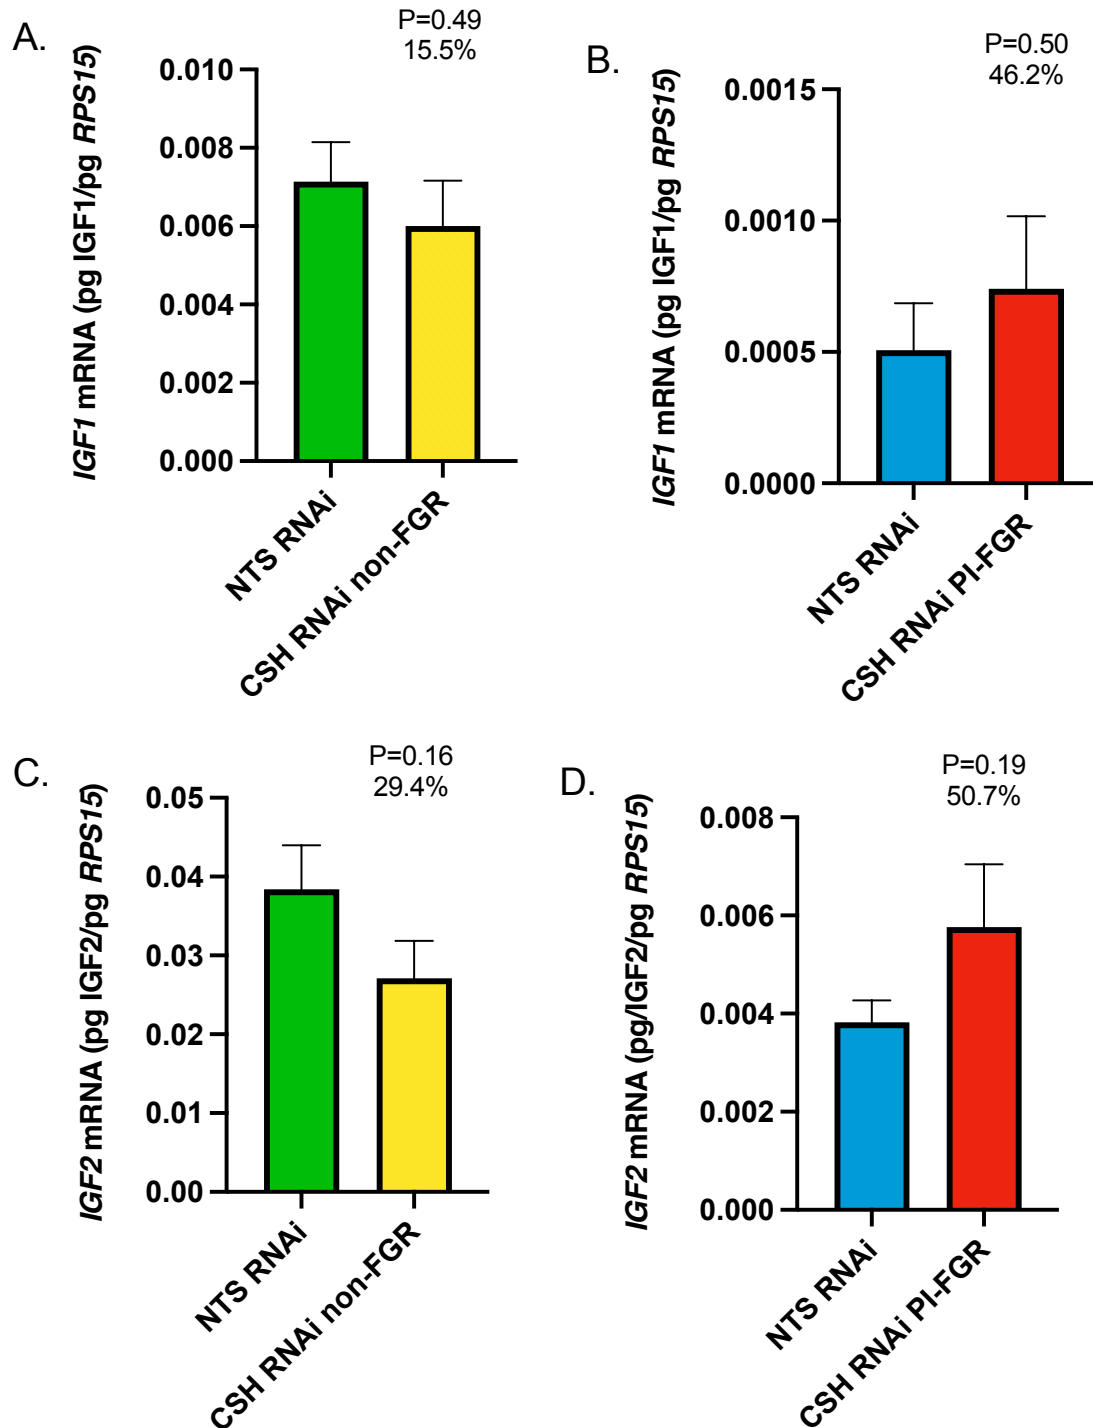 A.
P=0.49
15.5%
IGF1 mRNA (pg IGF1/pg RPS15)
0.010
0.008
0.006
0.004
0.002
0.000
NTS RNAi
CSH RNAi non-FGR
B.
P=0.50
46.2%
IGF1 mRNA (pg IGF1/pg RPS15)
0.0015
0.0010
0.0005
0.0000
NTS RNAi
CSH RNAi PI-FGR
C.
P=0.16
29.4%
IGF2 mRNA (pg IGF2/pg RPS15)
0.05
0.04
0.03
0.02
0.01
0.00
NTS RNAi
CSH RNAi non-FGR
D.
P=0.19
50.7%
IGF2 mRNA (pg/IGF2/pg RPS15)
0.008
0.006
0.004
0.002
0.000
NTS RNAi
CSH RNAi PI-FGR